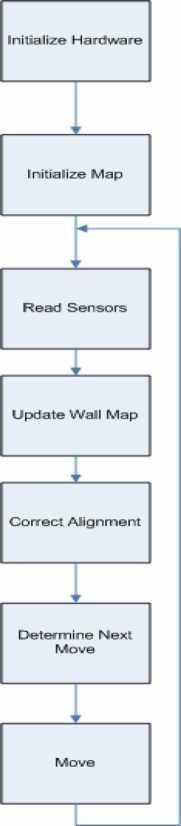 Initialize Hardware
Initialize Map
Read Sensors
Update Wall Map
Correct Alignment
Determine Next
Move
Move